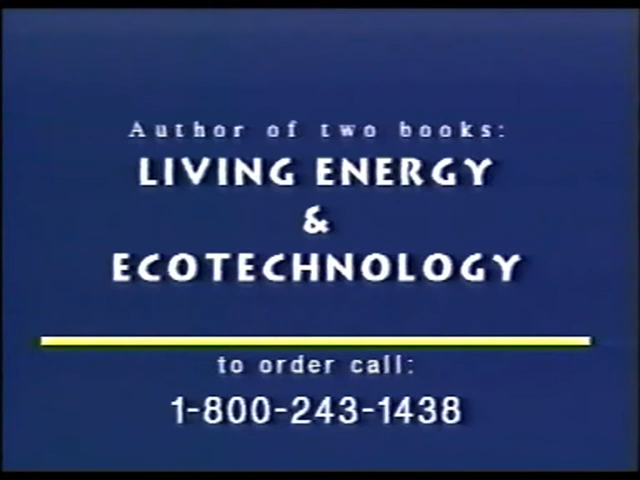 Author of two books:
LIVING ENERGY
&
ECOTECHNOLOGY
to order call:
1-800-243-1438